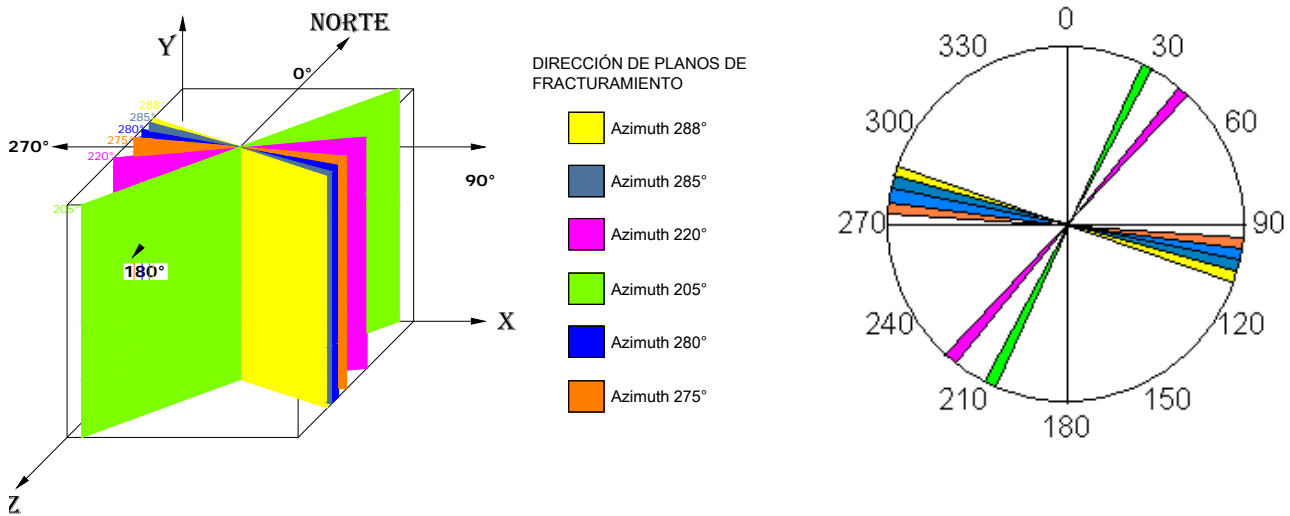 NORTE
Y
0°
288
285°
280°
275°
270°
220°
90°
205
180°
X
Z
DIRECCIÓN DE PLANOS DE
FRACTURAMIENTO
Azimuth 288°
Azimuth 285°
Azimuth 220°
Azimuth 205°
Azimuth 280°
Azimuth 275°
0
330
30
300
60
270
90
240
120
210
150
180